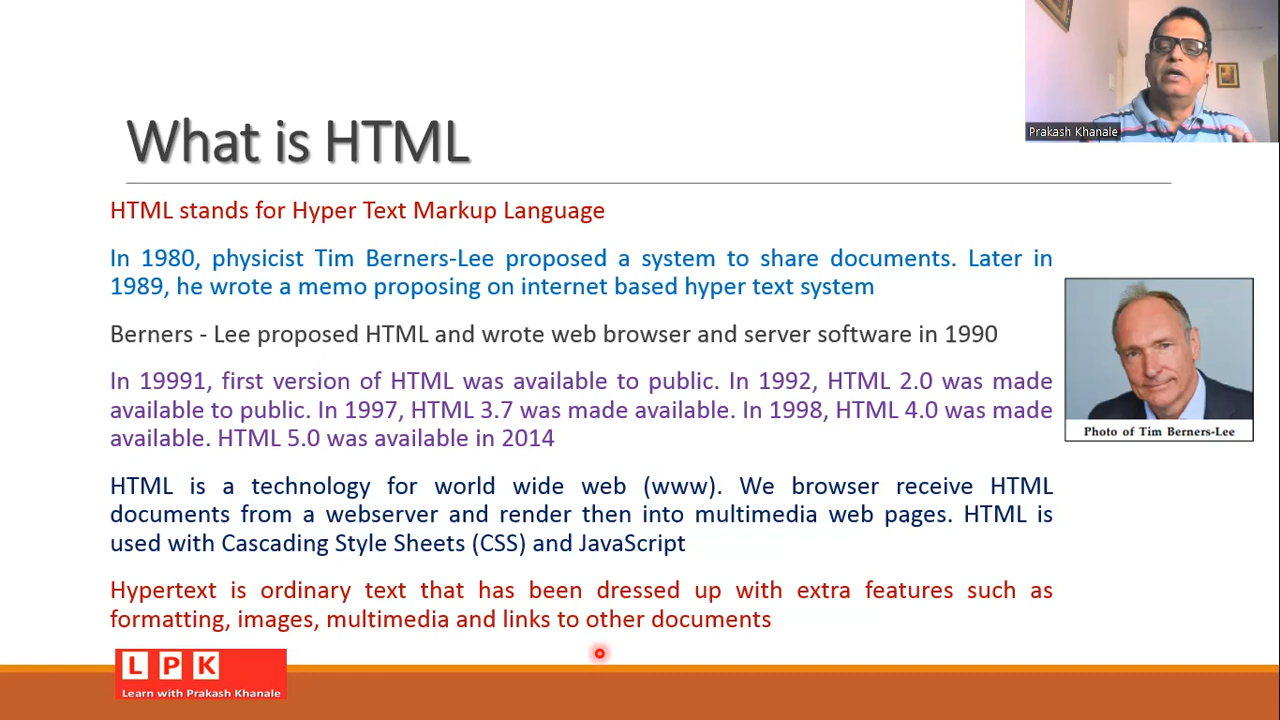 Prakash Khanale
What is HTML
HTML stands for Hyper Text Markup Language
In 1980, physicist Tim Berners-Lee proposed a system to share documents. Later in
1989, he wrote a memo proposing on internet based hyper text system
Berners - Lee proposed HTML and wrote web browser and server software in 1990
In 19991, first version of HTML was available to public. In 1992, HTML 2.0 was made
available to public. In 1997, HTML 3.7 was made available. In 1998, HTML 4.0 was made
available. HTML 5.0 was available in 2014
Photo of Tim Berners-Lee
HTML is a technology for world wide web (www). We browser receive HTML
documents from a webserver and render then into multimedia web pages. HTML is
used with Cascading Style Sheets (CSS) and JavaScript
Hypertext is ordinary text that has been dressed up with extra features such as
formatting, images, multimedia and links to other documents
L P K
Learn with Prakash Khanale